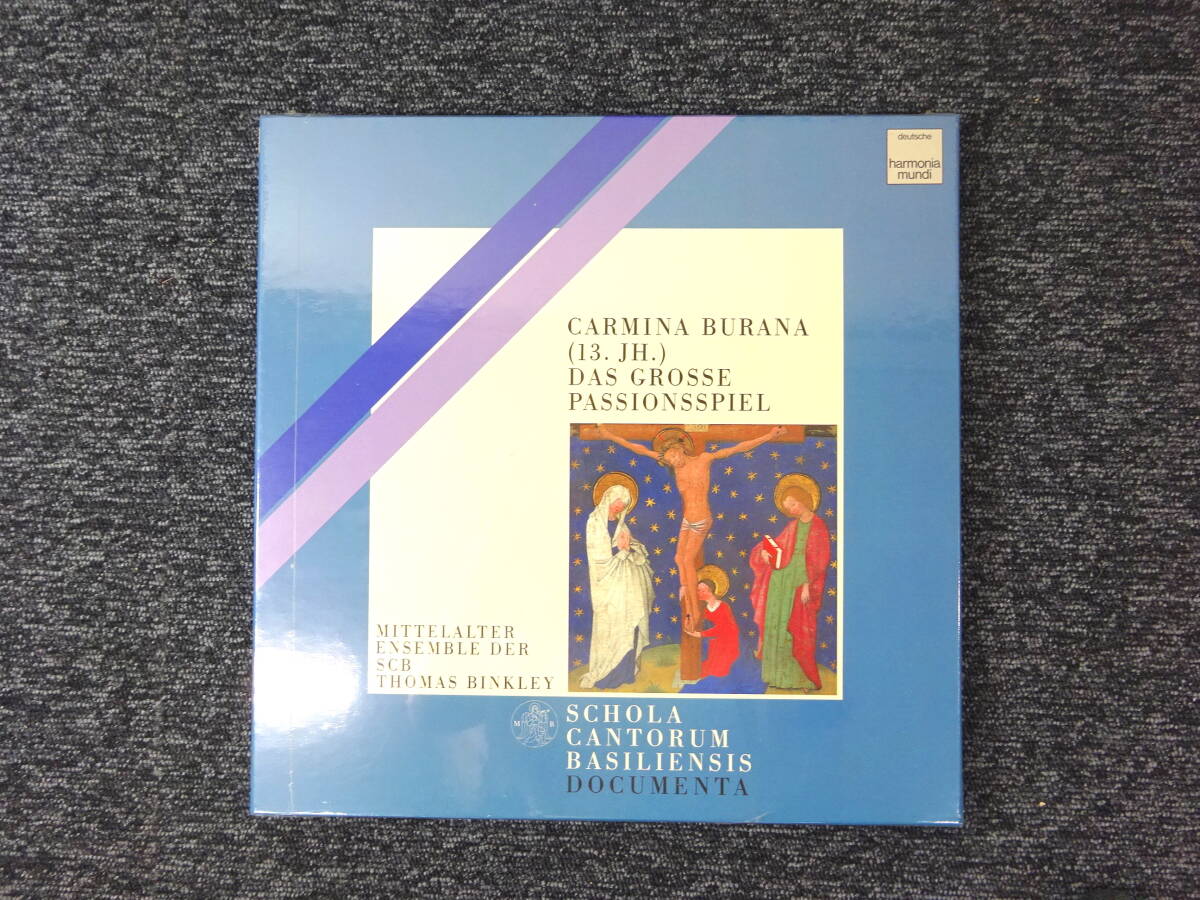 deutsche
harmonia
mundi
CARMINA BURANA
(13. JH.)
DAS GROSSE
PASSIONSSPIEL
MITTELALTER
ENSEMBLE DER
SCB
THOMAS BINKLEY
M R
SCHOLA
CANTORUM
BASILIENSIS
DOCUMENTA